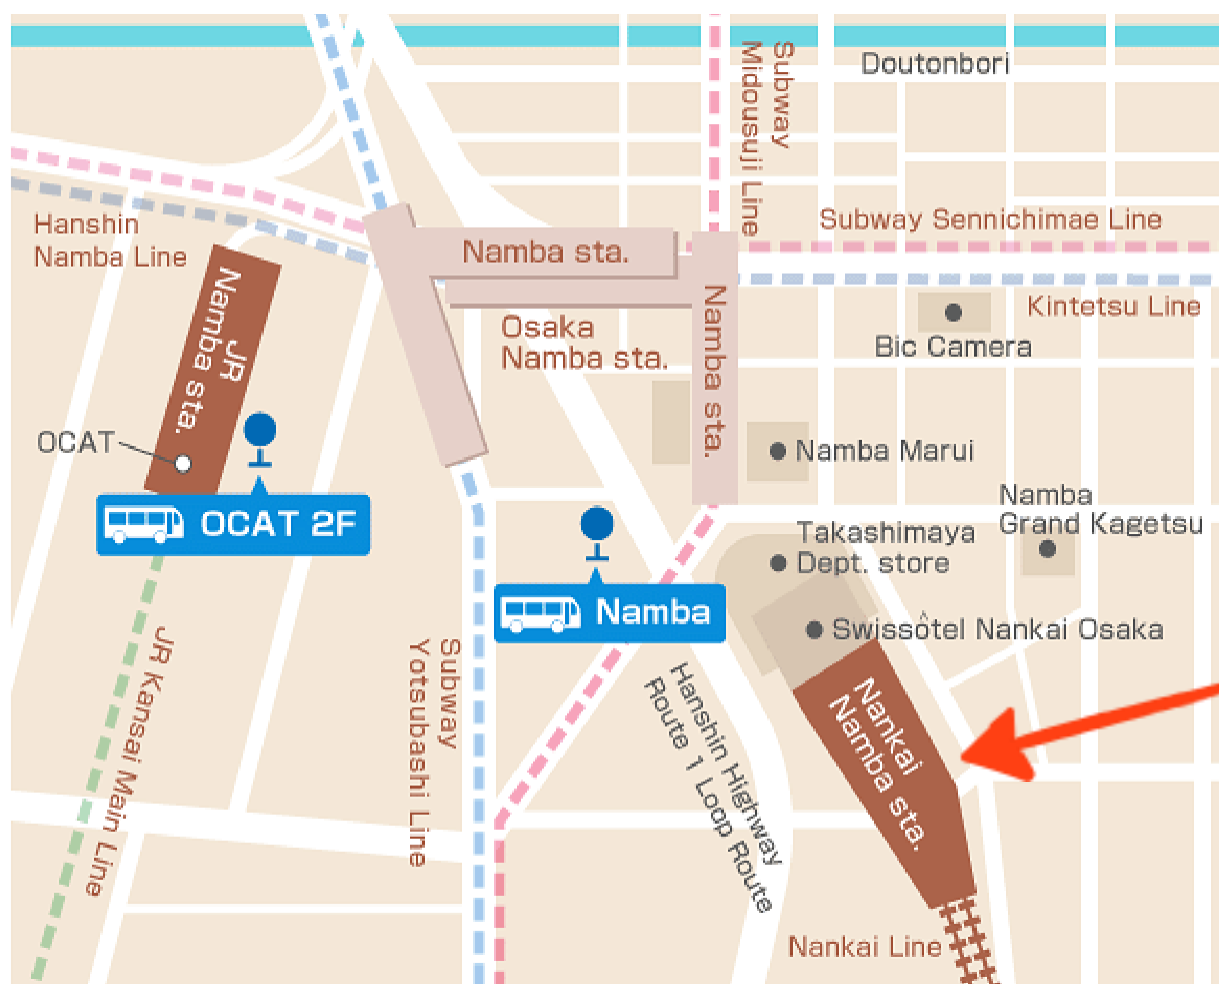 Doutonbori
Subway
Midousuji Line
Subway Sennichimae Line
Hanshin
Namba Line
Namba sta.
Kintetsu Line
JR
Namba sta.
Osaka
Namba sta.
Namba sta.
Bic Camera
OCAT
Namba Marui
Namba
Grand Kagetsu
OCAT 2F
Takashimaya
Dept. store
Namba
Swissôtel Nankai Osaka
JR Kansai Main Line
Subway
Yotsubashi Line
Hanshin Highway
Route 1 Loop Route
Nankai
Namba sta.
Nankai Line